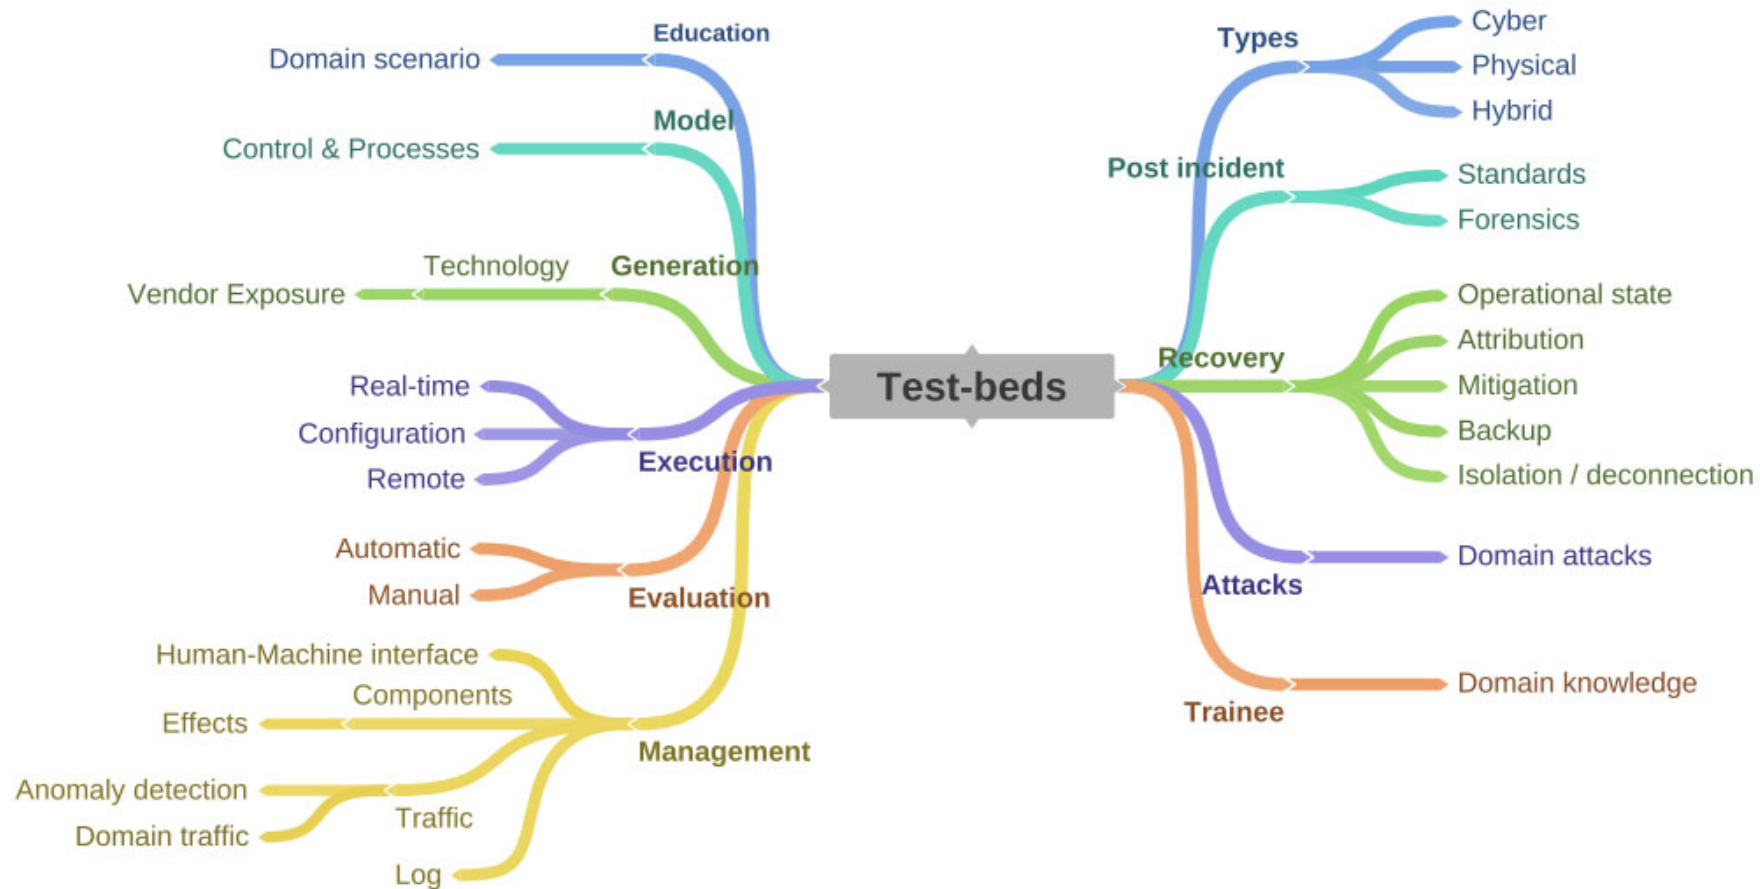 Education
Domain scenario
Model
Control & Processes
Generation
Technology
Vendor Exposure
Execution
Real-time
Configuration
Remote
Evaluation
Automatic
Manual
Management
Human-Machine interface
Components
Effects
Traffic
Anomaly detection
Domain traffic
Log
Test-beds
Types
Cyber
Physical
Hybrid
Post incident
Standards
Forensics
Recovery
Operational state
Attribution
Mitigation
Backup
Isolation / deconnection
Attacks
Domain attacks
Trainee
Domain knowledge